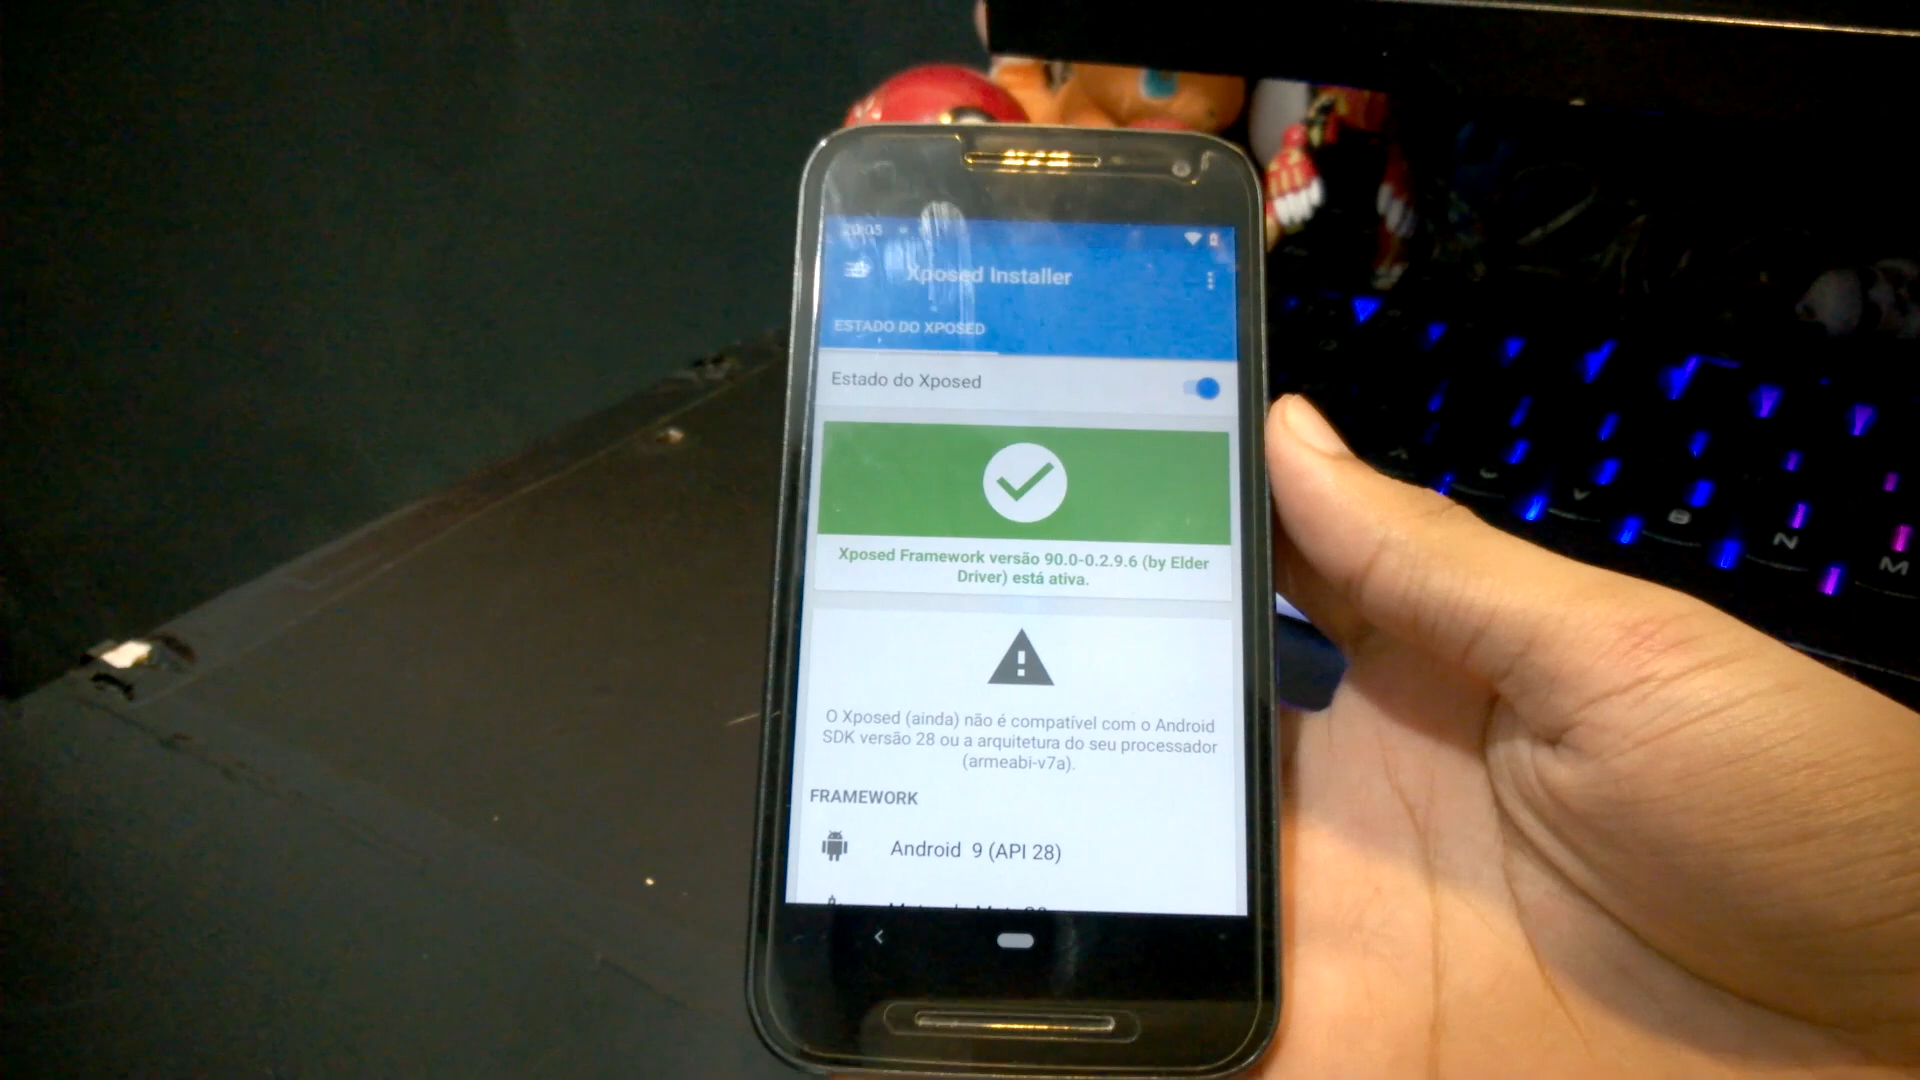 20:05
Xposed Installer
ESTADO DO XPOSED
Estado do Xposed
Xposed Framework versão 90.0-0.2.9.6 (by Elder
Driver) está ativa.
O Xposed (ainda) não é compatível com o Android
SDK versão 28 ou a arquitetura do seu processador
(armeabi-v7a).
FRAMEWORK
Android 9 (API 28)
V
B
N
M